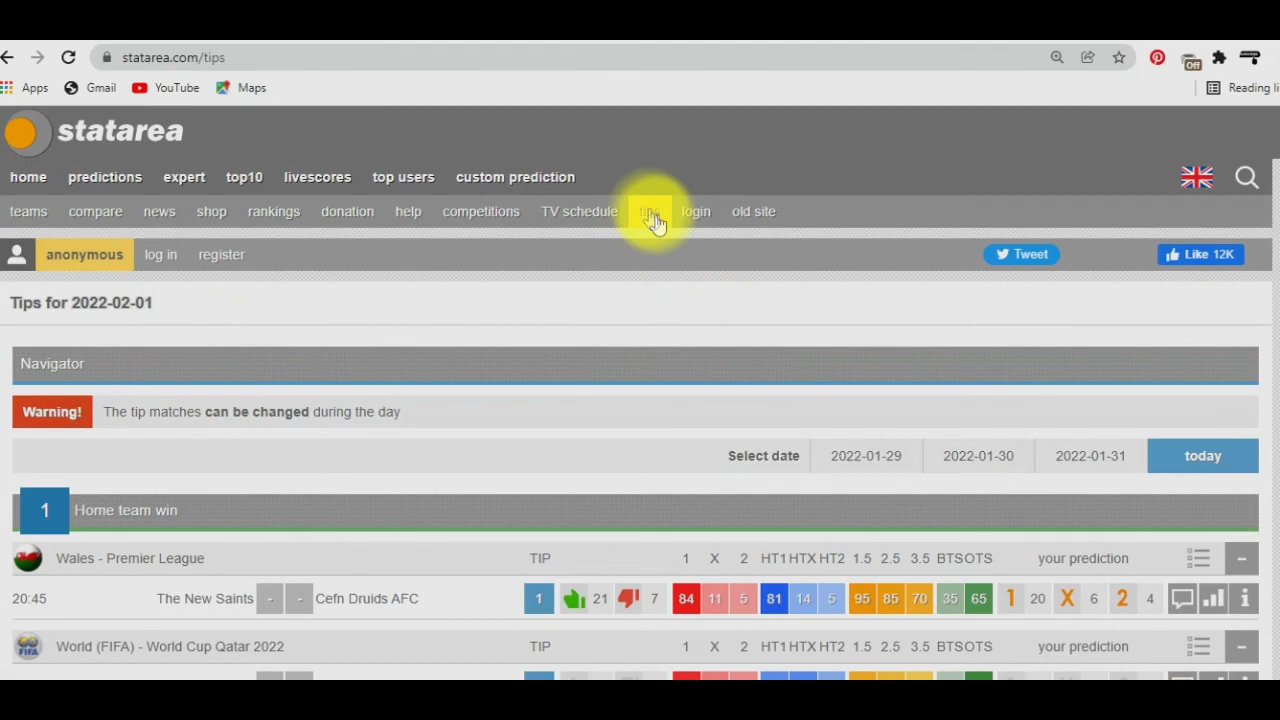 statarea.com/tips
Off
Apps Gmail YouTube Maps Reading li
statarea
home predictions expert top10 livescores top users custom prediction
teams compare news shop rankings donation help competitions TV schedule tips login old site
anonymous log in register Tweet Like 12K
Tips for 2022-02-01
Navigator
Warning! The tip matches can be changed during the day
Select date 2022-01-29 2022-01-30 2022-01-31 today
1 Home team win
Wales - Premier League TIP 1 X 2 HT1 HTX HT2 1.5 2.5 3.5 BTS OTS your prediction
20:45 The New Saints - - Cefn Druids AFC 1 21 7 84 11 5 81 14 5 95 85 70 35 65 1 20 X 6 2 4
World (FIFA) - World Cup Qatar 2022 TIP 1 X 2 HT1 HTX HT2 1.5 2.5 3.5 BTS OTS your prediction